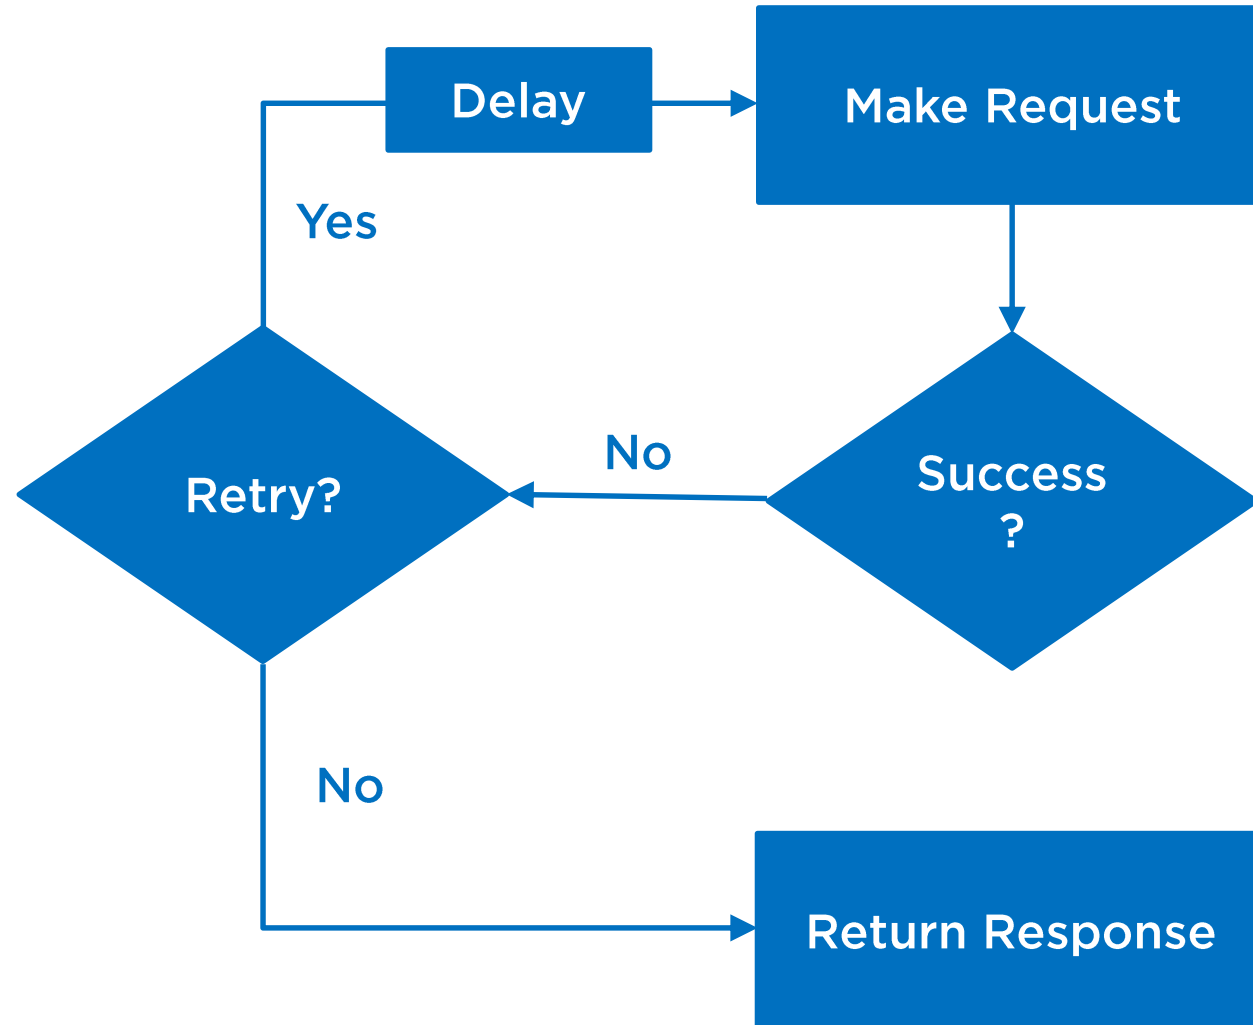 Delay
Make Request
Yes
No
Success
?
Retry?
No
Return Response